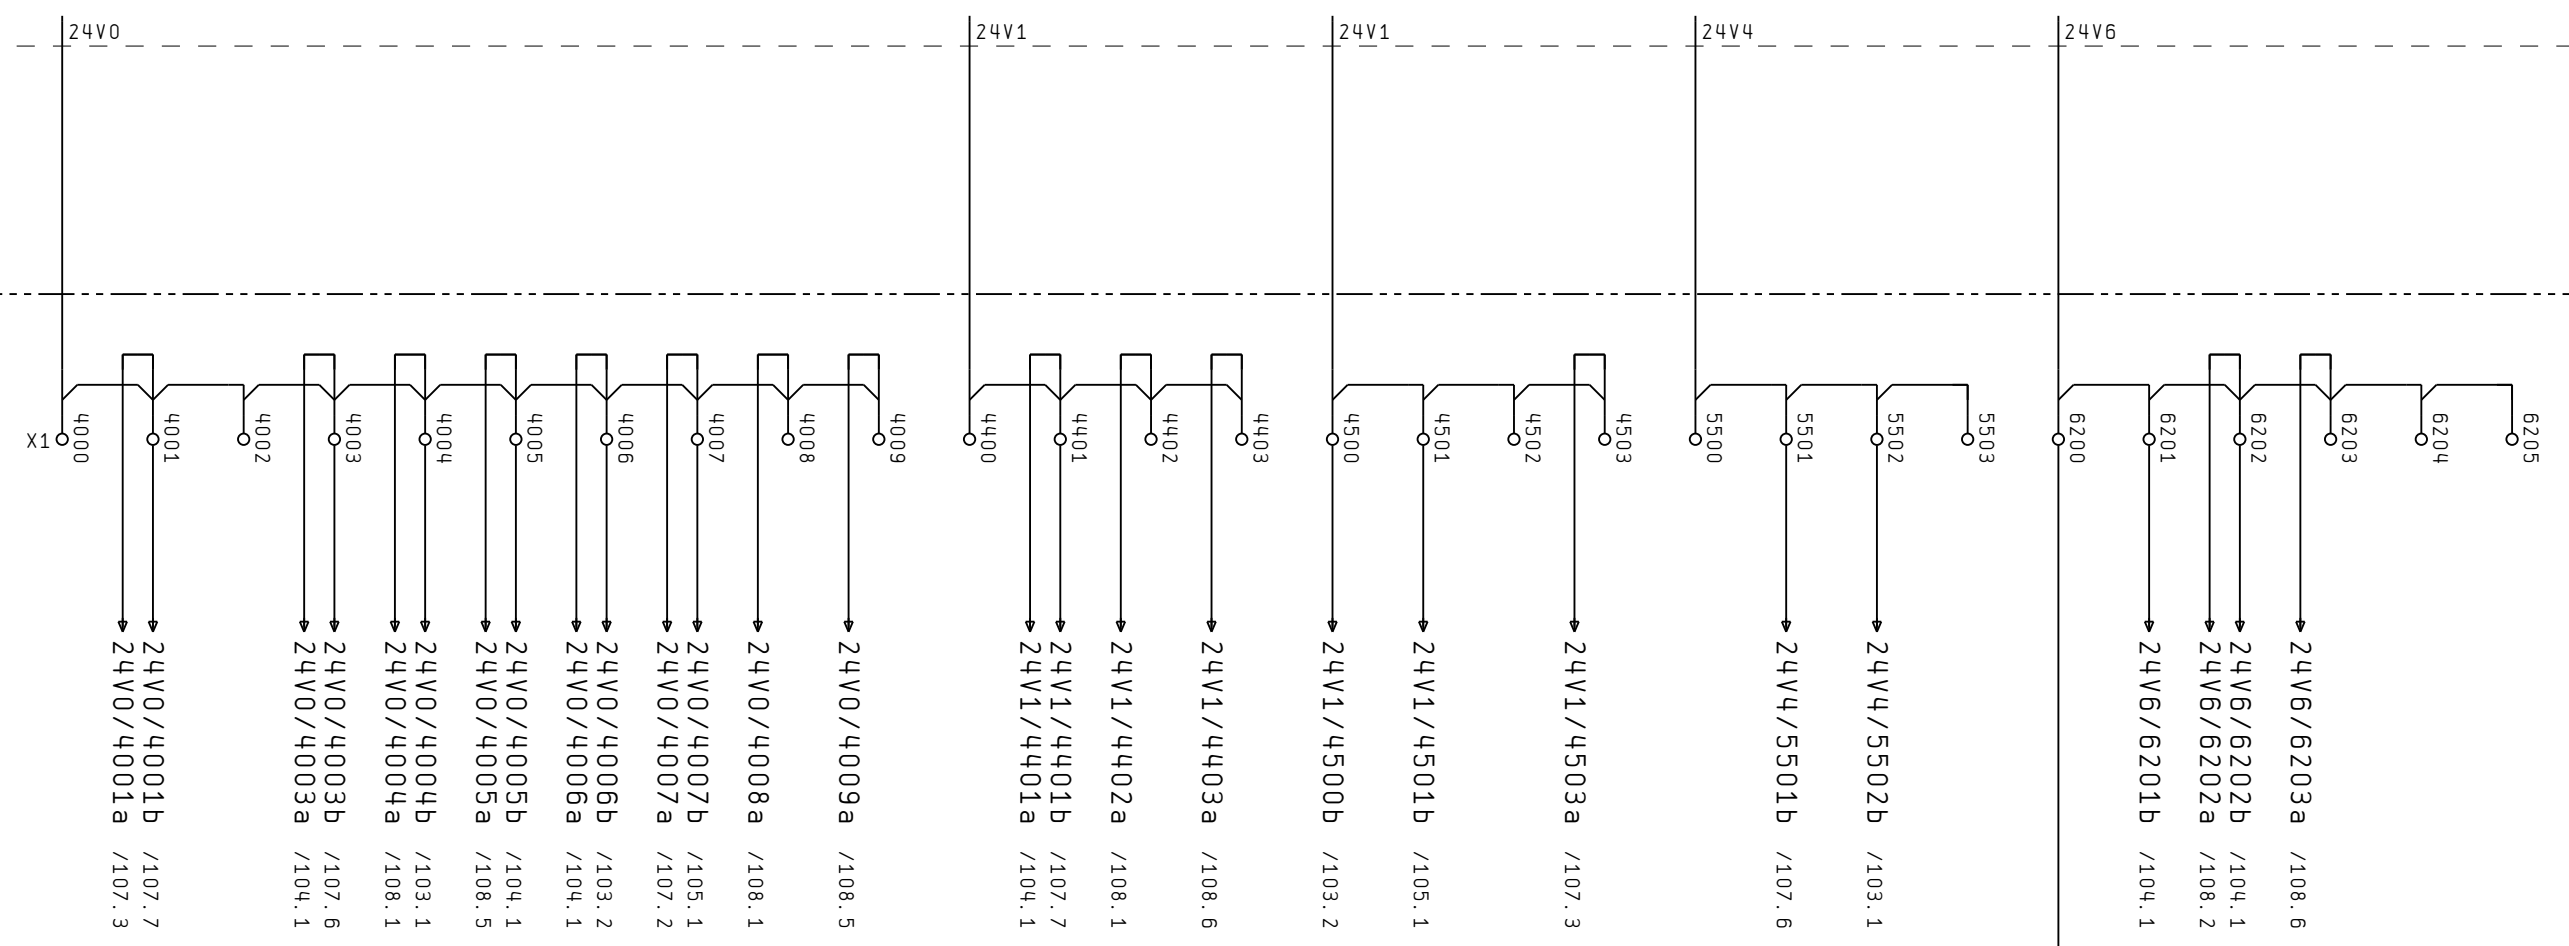 24V0
24V1
24V1
24V4
24V6
X1
4000
4001
4002
4003
4004
4005
4006
4007
4008
4009
4400
4401
4402
4403
4500
4501
4502
4503
5500
5501
5502
5503
6200
6201
6202
6203
6204
6205
24V0/4001a /107.3
24V0/4001b /107.7
24V0/4003a /104.1
24V0/4003b /107.6
24V0/4004a /108.1
24V0/4004b /103.1
24V0/4005a /108.5
24V0/4005b /104.1
24V0/4006a /104.1
24V0/4006b /103.2
24V0/4007a /107.2
24V0/4007b /105.1
24V0/4008a /108.1
24V0/4009a /108.5
24V1/4401a /104.1
24V1/4401b /107.7
24V1/4402a /108.1
24V1/4403a /108.6
24V1/4500b /103.2
24V1/4501b /105.1
24V1/4503a /107.3
24V4/5501b /107.6
24V4/5502b /103.1
24V6/6201b /104.1
24V6/6202a /108.2
24V6/6202b /104.1
24V6/6203a /108.6